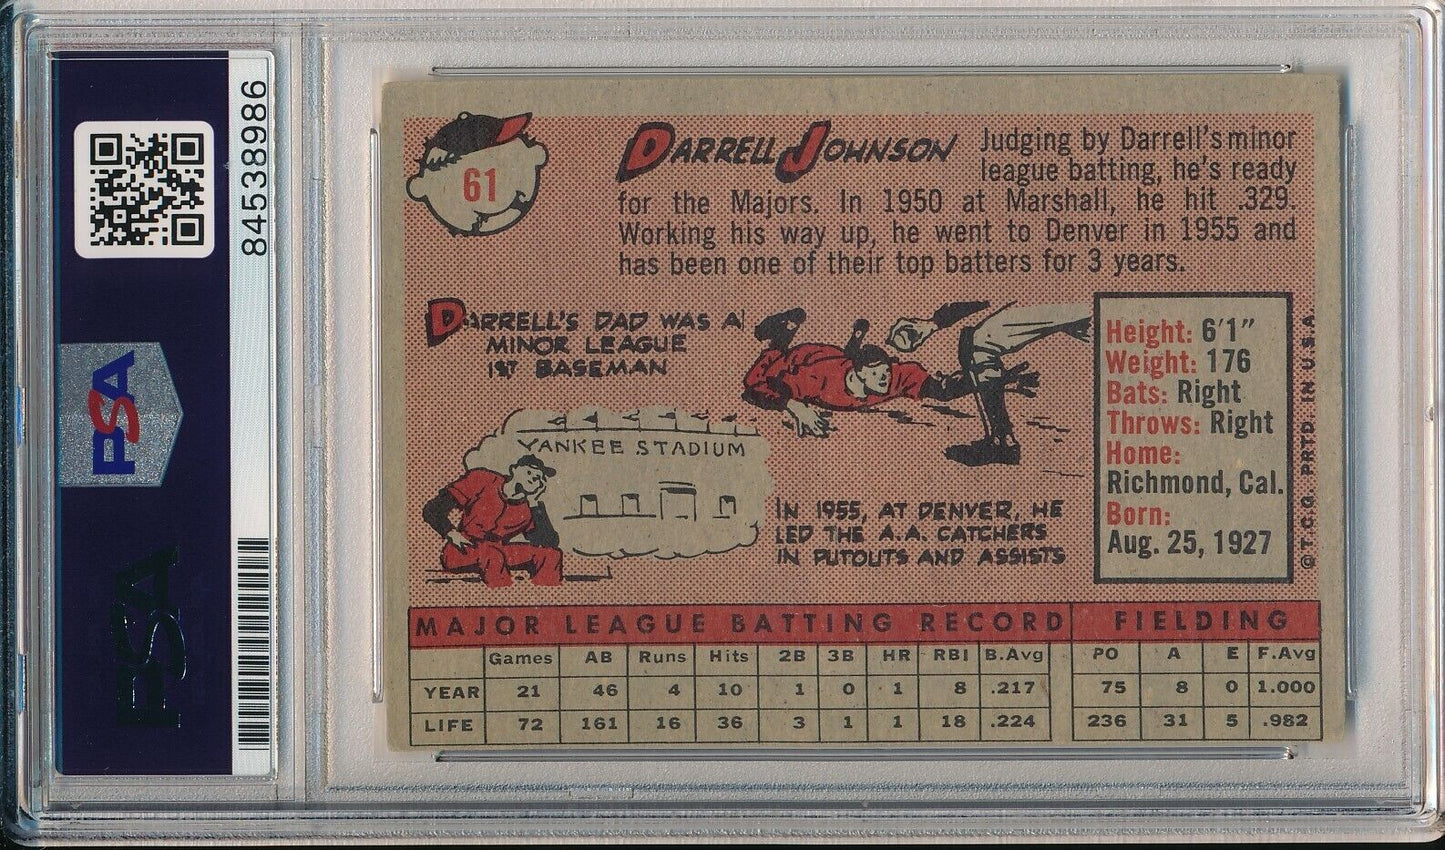 84538986
PSA
PSA
61
DARRELL JOHNSON
Judging by Darrell's minor
league batting, he's ready
for the Majors. In 1950 at Marshall, he hit .329.
Working his way up, he went to Denver in 1955 and
has been one of their top batters for 3 years.
DARRELL'S DAD WAS A
MINOR LEAGUE
1ST BASEMAN
YANKEE STADIUM
IN 1955, AT DENVER, HE
LED THE A.A. CATCHERS
IN PUTOUTS AND ASSISTS
Height: 6'1"
Weight: 176
Bats: Right
Throws: Right
Home:
Richmond, Cal.
Born:
Aug. 25, 1927
© T.C.G. PRTD. IN U.S.A.
MAJOR LEAGUE BATTING RECORD FIELDING
Games AB Runs Hits 2B 3B HR RBI B.Avg PO A E F.Avg
YEAR 21 46 4 10 1 0 1 8 .217 75 8 0 1.000
LIFE 72 161 16 36 3 1 1 18 .224 236 31 5 .982